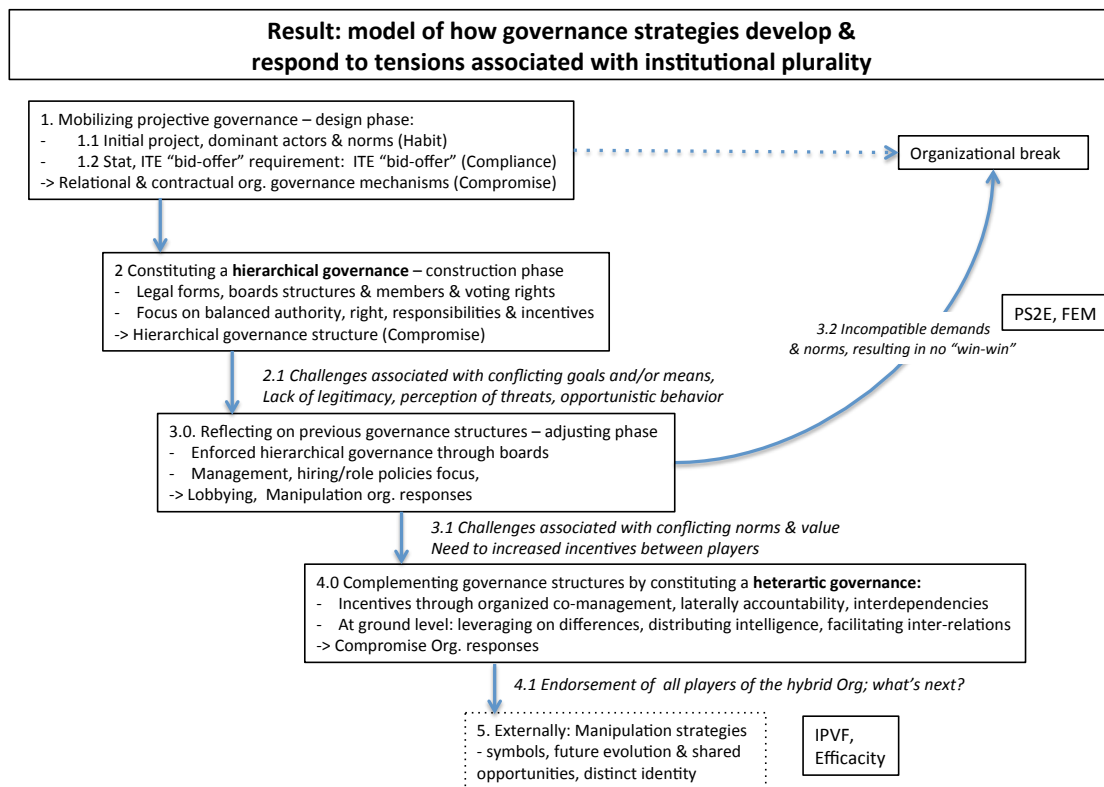 Result: model of how governance strategies develop &
respond to tensions associated with institutional plurality
1. Mobilizing projective governance – design phase:
- 1.1 Initial project, dominant actors & norms (Habit)
- 1.2 Stat, ITE “bid-offer” requirement: ITE “bid-offer” (Compliance)
-> Relational & contractual org. governance mechanisms (Compromise)
Organizational break
2 Constituting a hierarchical governance – construction phase
- Legal forms, boards structures & members & voting rights
- Focus on balanced authority, right, responsibilities & incentives
-> Hierarchical governance structure (Compromise)
PS2E, FEM
3.2 Incompatible demands
& norms, resulting in no “win-win”
2.1 Challenges associated with conflicting goals and/or means,
Lack of legitimacy, perception of threats, opportunistic behavior
3.0. Reflecting on previous governance structures – adjusting phase
- Enforced hierarchical governance through boards
- Management, hiring/role policies focus,
-> Lobbying, Manipulation org. responses
3.1 Challenges associated with conflicting norms & value
Need to increased incentives between players
4.0 Complementing governance structures by constituting a heterartic governance:
- Incentives through organized co-management, laterally accountability, interdependencies
- At ground level: leveraging on differences, distributing intelligence, facilitating inter-relations
-> Compromise Org. responses
4.1 Endorsement of all players of the hybrid Org; what’s next?
5. Externally: Manipulation strategies
- symbols, future evolution & shared
opportunities, distinct identity
IPVF,
Efficacity